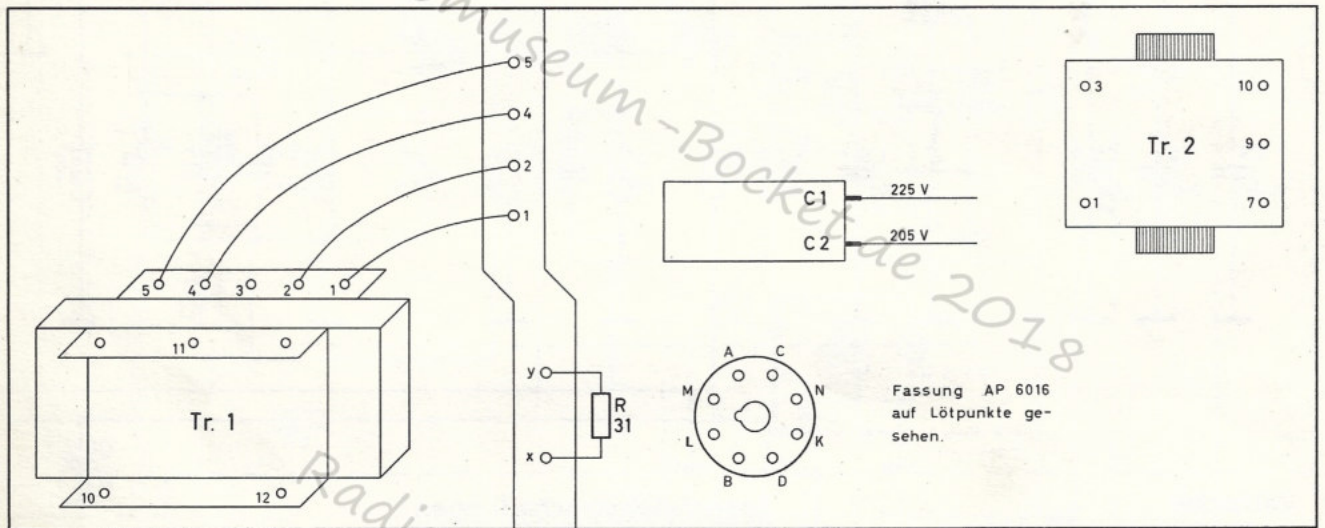 Radiomuseum-Bocket.de 2018
5
4
2
1
5 4 3 2 1
11
Tr. 1
10 12
y
x
R
31
C1 225 V
C2 205 V
3 10
Tr. 2
9
1 7
A C
M N
L K
B D
Fassung AP 6016
auf Lötpunkte ge-
sehen.